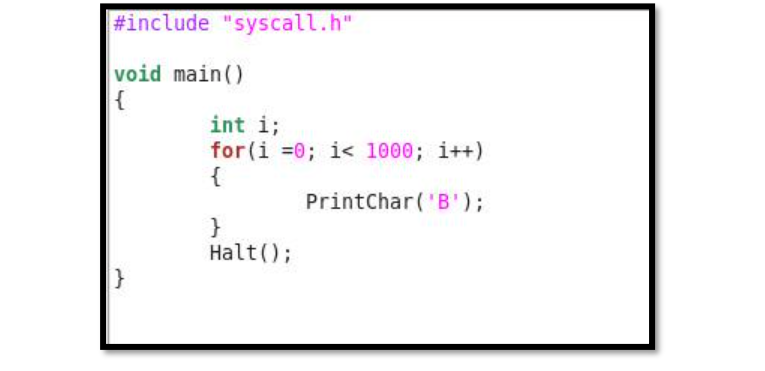 #include "syscall.h"
void main()
{
int i;
for(i =0; i< 1000; i++)
{
PrintChar('B');
}
Halt();
}